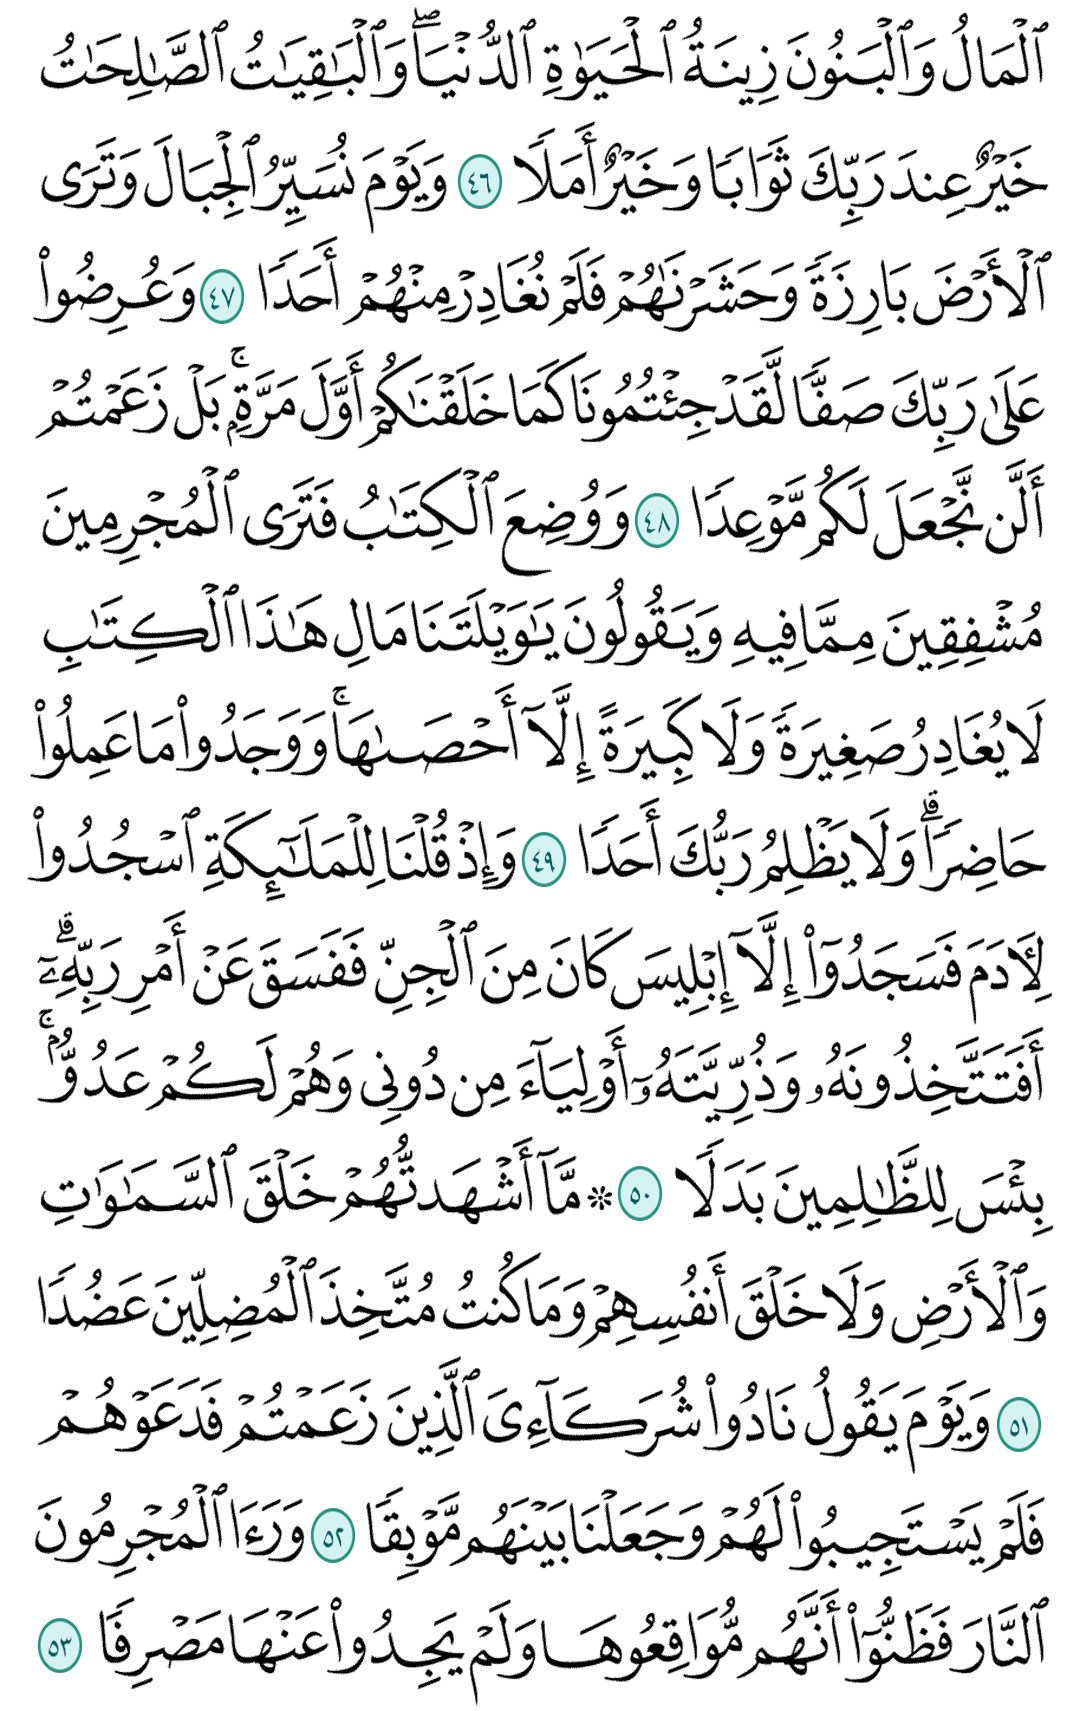 ٱلْمَالُ وَٱلْبَنُونَ زِينَةُ ٱلْحَيَوٰةِ ٱلدُّنْيَاۖ وَٱلْبَٰقِيَٰتُ ٱلصَّٰلِحَٰتُ
خَيْرٌ عِندَ رَبِّكَ ثَوَابًا وَخَيْرٌ أَمَلًا ٤٦ وَيَوْمَ نُسَيِّرُ ٱلْجِبَالَ وَتَرَى
ٱلْأَرْضَ بَارِزَةً وَحَشَرْنَٰهُمْ فَلَمْ نُغَادِرْ مِنْهُمْ أَحَدًا ٤٧ وَعُرِضُوا۟
عَلَىٰ رَبِّكَ صَفًّا لَّقَدْ جِئْتُمُونَا كَمَا خَلَقْنَٰكُمْ أَوَّلَ مَرَّةِۭۚ بَلْ زَعَمْتُمْ
أَلَّن نَّجْعَلَ لَكُم مَّوْعِدًا ٤٨ وَوُضِعَ ٱلْكِتَٰبُ فَتَرَى ٱلْمُجْرِمِينَ
مُشْفِقِينَ مِمَّا فِيهِ وَيَقُولُونَ يَٰوَيْلَتَنَا مَالِ هَٰذَا ٱلْكِتَٰبِ
لَا يُغَادِرُ صَغِيرَةً وَلَا كَبِيرَةً إِلَّآ أَحْصَىٰهَاۚ وَوَجَدُوا۟ مَا عَمِلُوا۟
حَاضِرًاۗ وَلَا يَظْلِمُ رَبُّكَ أَحَدًا ٤٩ وَإِذْ قُلْنَا لِلْمَلَٰٓئِكَةِ ٱسْجُدُوا۟
لِءَادَمَ فَسَجَدُوٓا۟ إِلَّآ إِبْلِيسَ كَانَ مِنَ ٱلْجِنِّ فَفَسَقَ عَنْ أَمْرِ رَبِّهِۦٓۗ
أَفَتَتَّخِذُونَهُۥ وَذُرِّيَّتَهُۥٓ أَوْلِيَآءَ مِن دُونِى وَهُمْ لَكُمْ عَدُوُّۢۚ
بِئْسَ لِلظَّٰلِمِينَ بَدَلًا ٥٠ ۞ مَّآ أَشْهَدتُّهُمْ خَلْقَ ٱلسَّمَٰوَٰتِ
وَٱلْأَرْضِ وَلَا خَلْقَ أَنفُسِهِمْ وَمَا كُنتُ مُتَّخِذَ ٱلْمُضِلِّينَ عَضُدًا
٥١ وَيَوْمَ يَقُولُ نَادُوا۟ شُرَكَآءِىَ ٱلَّذِينَ زَعَمْتُمْ فَدَعَوْهُمْ
فَلَمْ يَسْتَجِيبُوا۟ لَهُمْ وَجَعَلْنَا بَيْنَهُم مَّوْبِقًا ٥٢ وَرَءَا ٱلْمُجْرِمُونَ
ٱلنَّارَ فَظَنُّوٓا۟ أَنَّهُم مُّوَاقِعُوهَا وَلَمْ يَجِدُوا۟ عَنْهَا مَصْرِفًا ٥٣